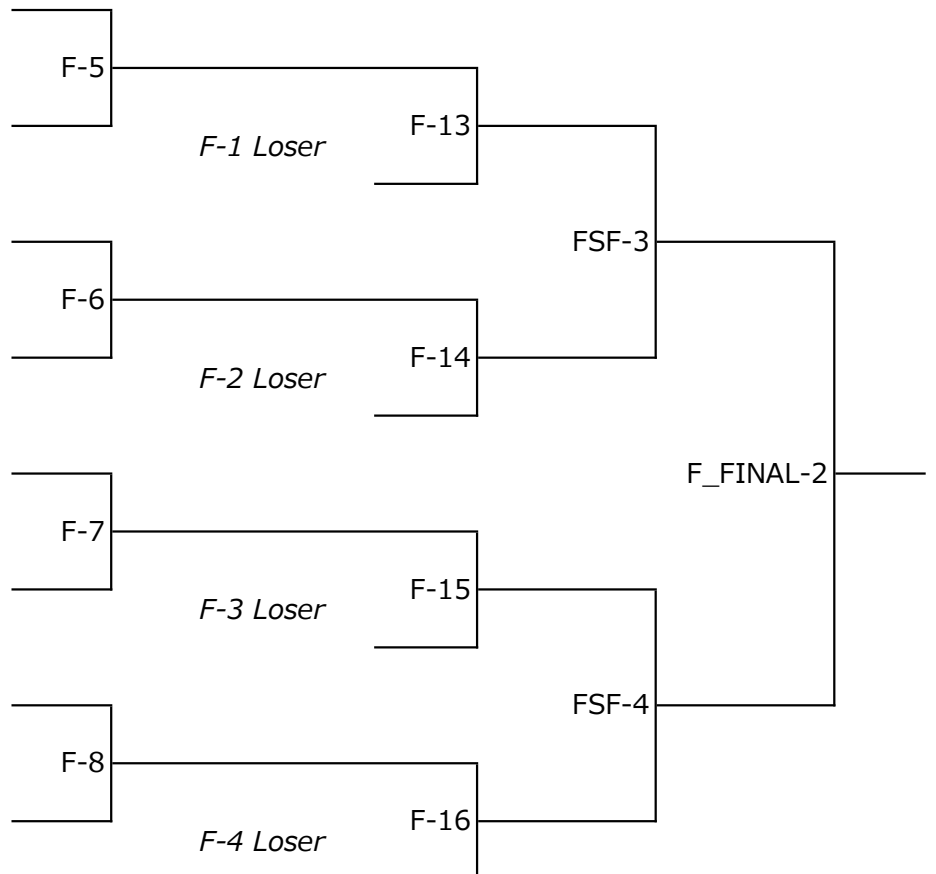 F-5
F-13
F-1 Loser
FSF-3
F-6
F-14
F-2 Loser
F_FINAL-2
F-7
F-15
F-3 Loser
FSF-4
F-8
F-16
F-4 Loser